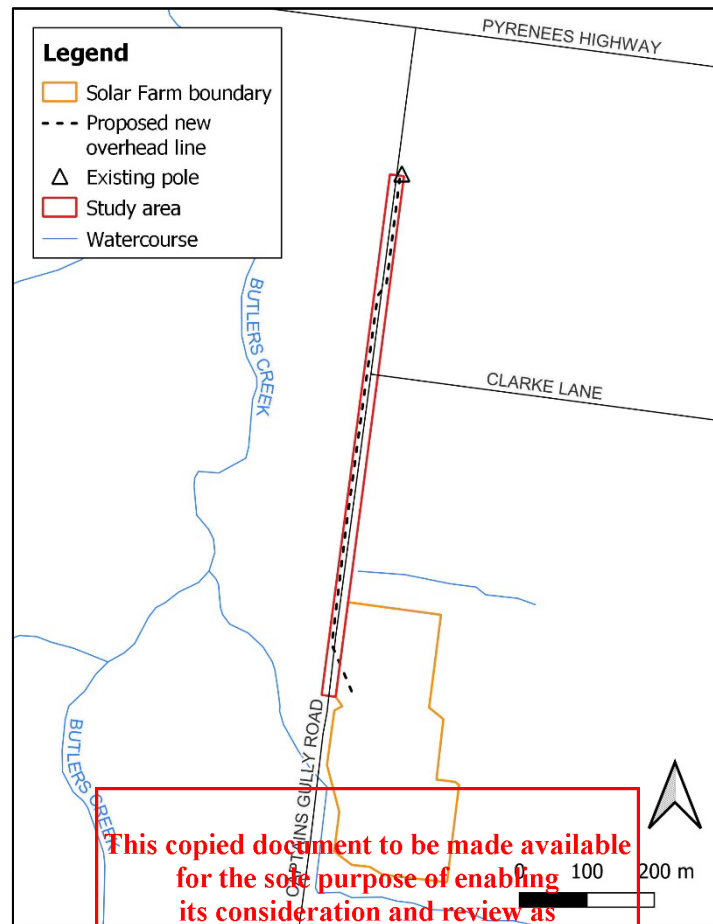 PYRENEES HIGHWAY
Legend
Solar Farm boundary
Proposed new
overhead line
Existing pole
Study area
Watercourse
BUTLERS CREEK
CLARKE LANE
CAPTAINS GULLY ROAD
BUTLERS CREEK
0 100 200 m
This copied document to be made available
for the sole purpose of enabling
its consideration and review as